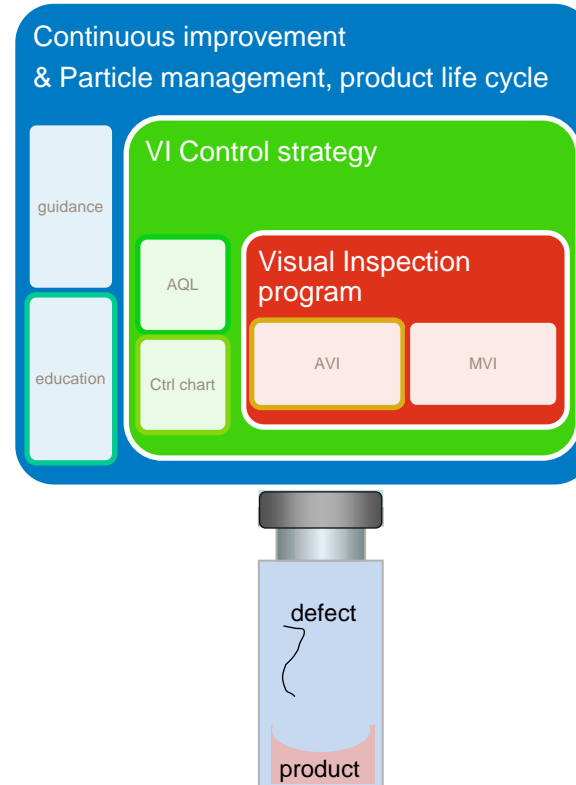 Continuous improvement
& Particle management, product life cycle
VI Control strategy
guidance
education
AQL
Ctrl chart
Visual Inspection
program
AVI
MVI
defect
product